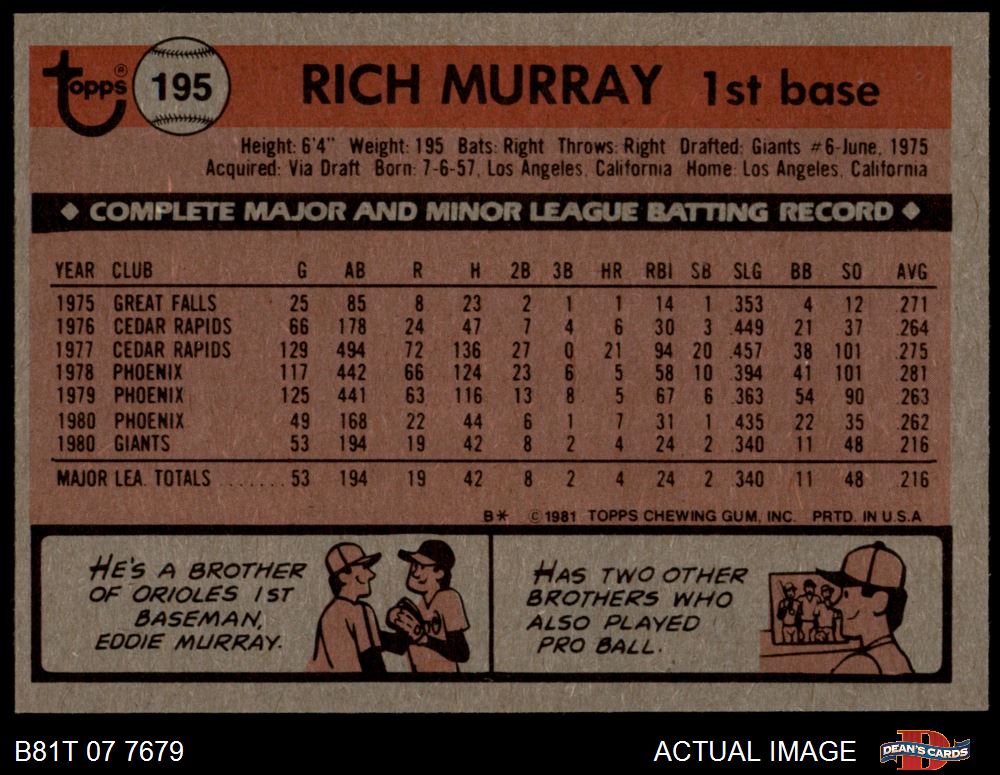 Topps® 195 RICH MURRAY 1st base
Height: 6'4" Weight: 195 Bats: Right Throws: Right Drafted: Giants #6-June, 1975
Acquired: Via Draft Born: 7-6-57, Los Angeles, California Home: Los Angeles, California
◆ COMPLETE MAJOR AND MINOR LEAGUE BATTING RECORD ◆
YEAR CLUB G AB R H 2B 3B HR RBI SB SLG BB SO AVG
1975 GREAT FALLS 25 85 8 23 2 1 1 14 1 .353 4 12 .271
1976 CEDAR RAPIDS 66 178 24 47 7 4 6 30 3 .449 21 37 .264
1977 CEDAR RAPIDS 129 494 72 136 27 0 21 94 20 .457 38 101 .275
1978 PHOENIX 117 442 66 124 23 6 5 58 10 .394 41 101 .281
1979 PHOENIX 125 441 63 116 13 8 5 67 6 .363 54 90 .263
1980 PHOENIX 49 168 22 44 6 1 7 31 1 .435 22 35 .262
1980 GIANTS 53 194 19 42 8 2 4 24 2 .340 11 48 .216
MAJOR LEA. TOTALS ....... 53 194 19 42 8 2 4 24 2 .340 11 48 .216
B* © 1981 TOPPS CHEWING GUM, INC. PRTD. IN U.S.A
HE'S A BROTHER
OF ORIOLES 1ST
BASEMAN,
EDDIE MURRAY.
HAS TWO OTHER
BROTHERS WHO
ALSO PLAYED
PRO BALL.
B81T 07 7679 ACTUAL IMAGE DEAN'S CARDS